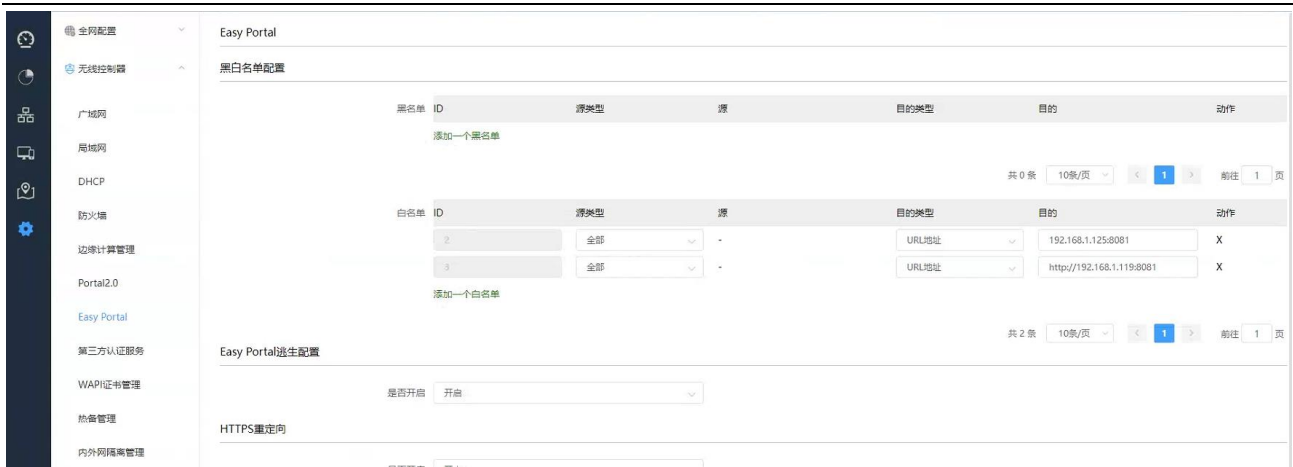 全网配置
无线控制器
广域网
局域网
DHCP
防火墙
边缘计算管理
Portal2.0
Easy Portal
第三方认证服务
WAPI证书管理
热备管理
内外网隔离管理
Easy Portal
黑白名单配置
黑名单 ID 源类型 源 目的类型 目的 动作
添加一个黑名单
共 0 条 10条/页 < 1 > 前往 1 页
白名单 ID 源类型 源 目的类型 目的 动作
2 全部 - URL地址 192.168.1.125:8081 X
3 全部 - URL地址 http://192.168.1.119:8081 X
添加一个白名单
共 2 条 10条/页 < 1 > 前往 1 页
Easy Portal逃生配置
是否开启 开启
HTTPS重定向